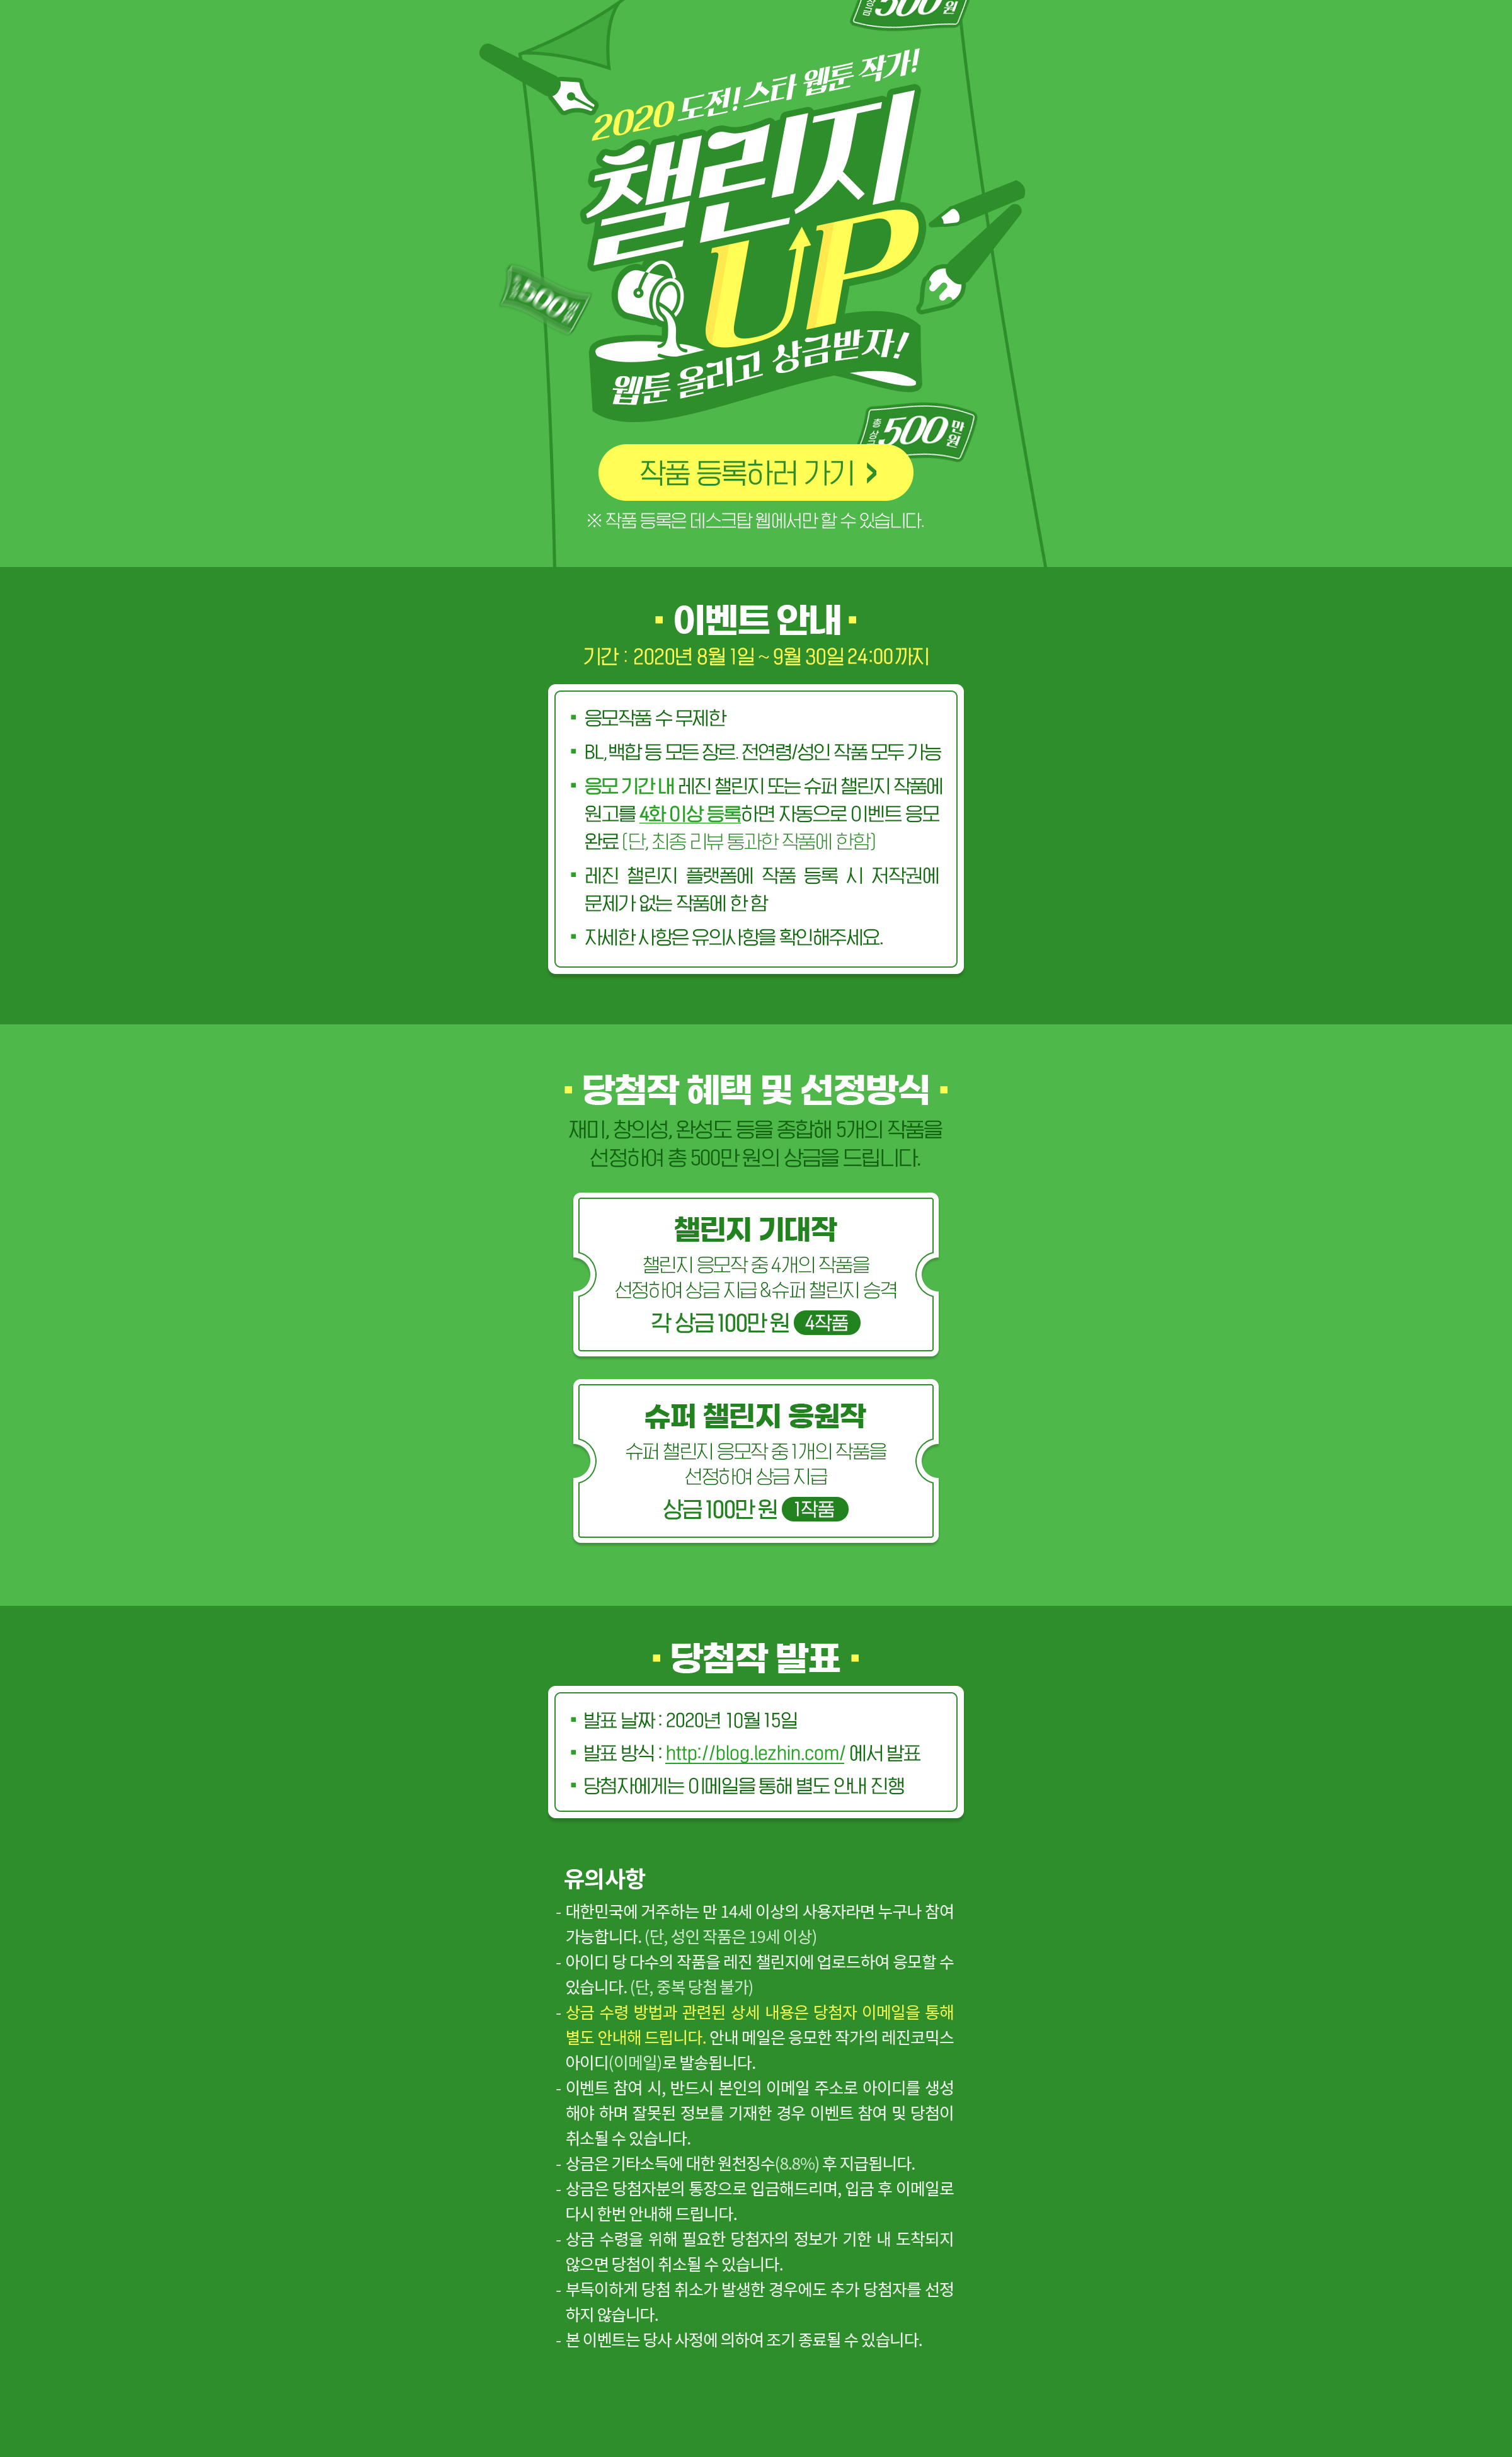 500 원
2020 도전! 스타 웹툰 작가!
챌린지
UP
웹툰 올리고 상금받자!
총 상금 500 만원
작품 등록하러 가기 >
※ 작품 등록은 데스크탑 웹에서만 할 수 있습니다.
이벤트 안내
기간 : 2020년 8월 1일 ~ 9월 30일 24:00까지
응모작품 수 무제한
BL, 백합 등 모든 장르. 전연령/성인 작품 모두 가능
응모 기간 내 레진 챌린지 또는 슈퍼 챌린지 작품에
원고를 4화 이상 등록하면 자동으로 이벤트 응모
완료 (단, 최종 리뷰 통과한 작품에 한함)
레진 챌린지 플랫폼에 작품 등록 시 저작권에
문제가 없는 작품에 한 함
자세한 사항은 유의사항을 확인해주세요.
당첨작 혜택 및 선정방식
재미, 창의성, 완성도 등을 종합해 5개의 작품을
선정하여 총 500만 원의 상금을 드립니다.
챌린지 기대작
챌린지 응모작 중 4개의 작품을
선정하여 상금 지급 & 슈퍼 챌린지 승격
각 상금 100만 원 4작품
슈퍼 챌린지 응원작
슈퍼 챌린지 응모작 중 1개의 작품을
선정하여 상금 지급
상금 100만 원 1작품
당첨작 발표
발표 날짜 : 2020년 10월 15일
발표 방식 : http://blog.lezhin.com/ 에서 발표
당첨자에게는 이메일을 통해 별도 안내 진행
유의사항
- 대한민국에 거주하는 만 14세 이상의 사용자라면 누구나 참여
가능합니다. (단, 성인 작품은 19세 이상)
- 아이디 당 다수의 작품을 레진 챌린지에 업로드하여 응모할 수
있습니다. (단, 중복 당첨 불가)
- 상금 수령 방법과 관련된 상세 내용은 당첨자 이메일을 통해
별도 안내해 드립니다. 안내 메일은 응모한 작가의 레진코믹스
아이디(이메일)로 발송됩니다.
- 이벤트 참여 시, 반드시 본인의 이메일 주소로 아이디를 생성
해야 하며 잘못된 정보를 기재한 경우 이벤트 참여 및 당첨이
취소될 수 있습니다.
- 상금은 기타소득에 대한 원천징수(8.8%) 후 지급됩니다.
- 상금은 당첨자분의 통장으로 입금해드리며, 입금 후 이메일로
다시 한번 안내해 드립니다.
- 상금 수령을 위해 필요한 당첨자의 정보가 기한 내 도착되지
않으면 당첨이 취소될 수 있습니다.
- 부득이하게 당첨 취소가 발생한 경우에도 추가 당첨자를 선정
하지 않습니다.
- 본 이벤트는 당사 사정에 의하여 조기 종료될 수 있습니다.